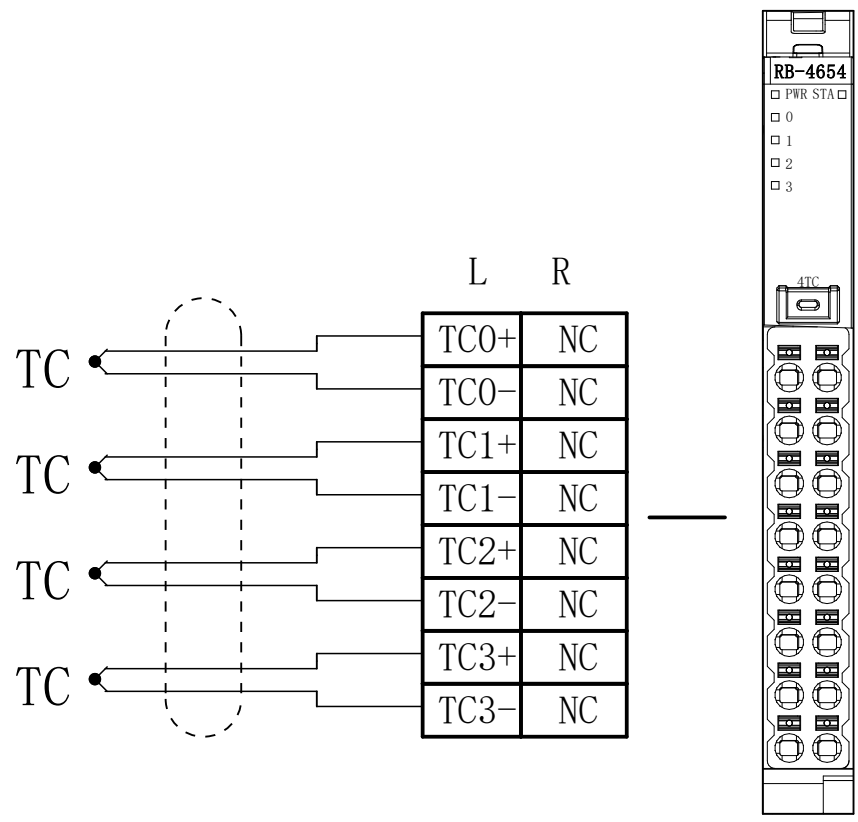 RB-4654
PWR STA
0
1
2
3
4TC
L R
TC TC0+ NC
TC0- NC
TC TC1+ NC
TC1- NC
TC TC2+ NC
TC2- NC
TC TC3+ NC
TC3- NC